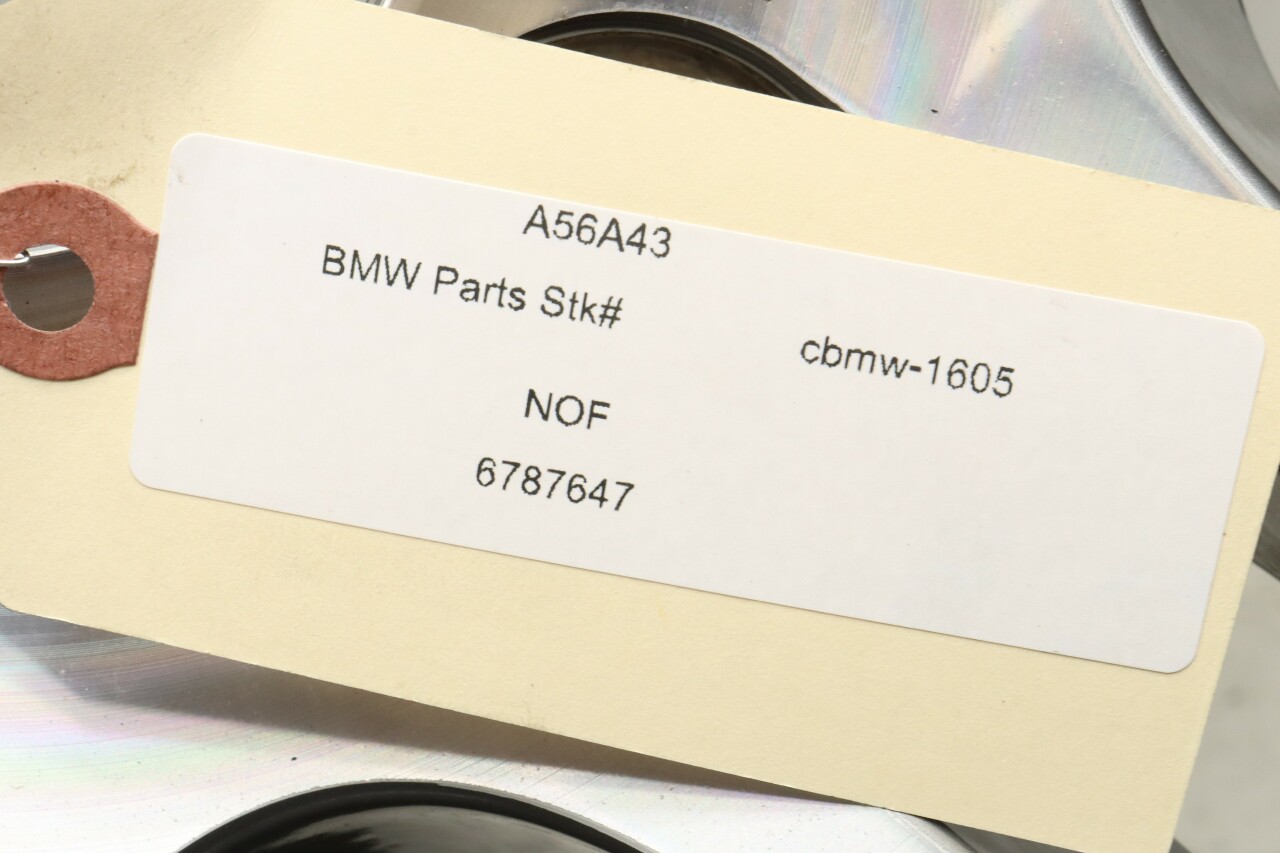 A56A43
BMW Parts Stk#
cbmw-1605
NOF
6787647